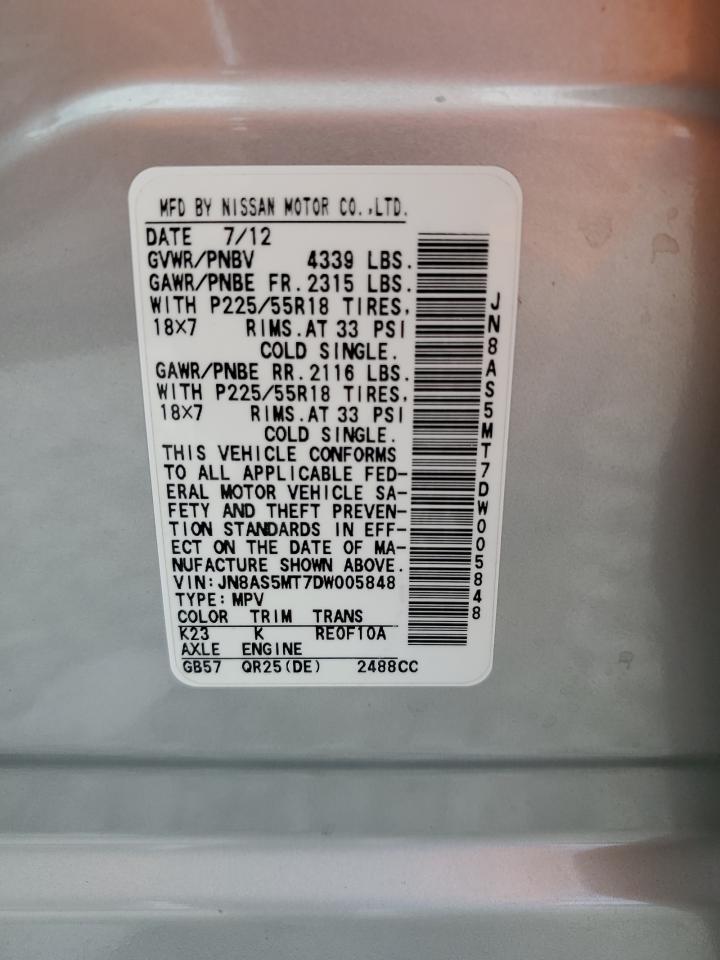 MFD BY NISSAN MOTOR CO.,LTD.
DATE 7/12
GVWR/PNBV 4339 LBS.
GAWR/PNBE FR.2315 LBS.
WITH P225/55R18 TIRES,
18X7 RIMS.AT 33 PSI
COLD SINGLE.
GAWR/PNBE RR.2116 LBS.
WITH P225/55R18 TIRES,
18X7 RIMS.AT 33 PSI
COLD SINGLE.
THIS VEHICLE CONFORMS
TO ALL APPLICABLE FED-
ERAL MOTOR VEHICLE SA-
FETY AND THEFT PREVEN-
TION STANDARDS IN EFF-
ECT ON THE DATE OF MA-
NUFACTURE SHOWN ABOVE.
VIN:JN8AS5MT7DW005848
TYPE:MPV
COLOR TRIM TRANS
K23 K RE0F10A
AXLE ENGINE
GB57 QR25(DE) 2488CC
JN8AS5MT7DW005848